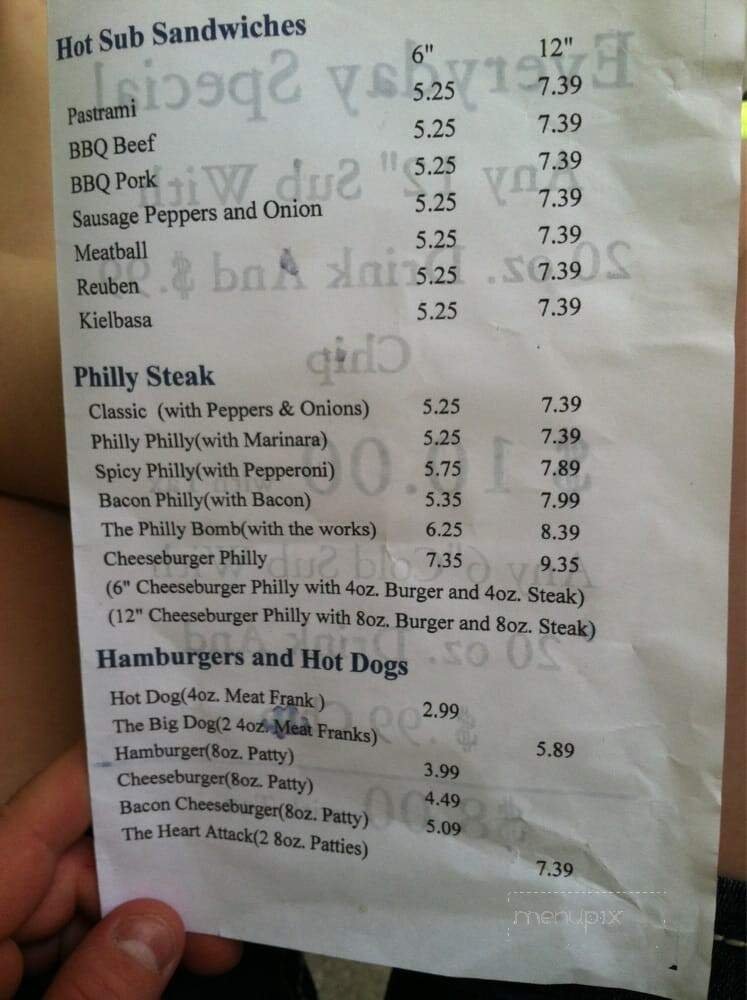 Hot Sub Sandwiches 6" 12"
Pastrami 5.25 7.39
BBQ Beef 5.25 7.39
BBQ Pork 5.25 7.39
Sausage Peppers and Onion 5.25 7.39
Meatball 5.25 7.39
Reuben 5.25 7.39
Kielbasa 5.25 7.39
Philly Steak
Classic (with Peppers & Onions) 5.25 7.39
Philly Philly(with Marinara) 5.25 7.39
Spicy Philly(with Pepperoni) 5.75 7.89
Bacon Philly(with Bacon) 5.35 7.99
The Philly Bomb(with the works) 6.25 8.39
Cheeseburger Philly 7.35 9.35
(6" Cheeseburger Philly with 4oz. Burger and 4oz. Steak)
(12" Cheeseburger Philly with 8oz. Burger and 8oz. Steak)
Hamburgers and Hot Dogs
Hot Dog(4oz. Meat Frank ) 2.99
The Big Dog(2 4oz. Meat Franks) 5.89
Hamburger(8oz. Patty) 3.99
Cheeseburger(8oz. Patty) 4.49
Bacon Cheeseburger(8oz. Patty) 5.09
The Heart Attack(2 8oz. Patties) 7.39
menupix